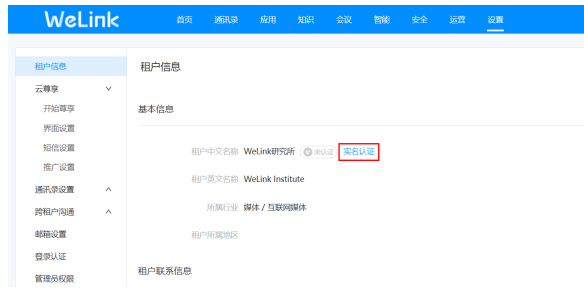 WeLink 首页 通讯录 应用 知识 会议 智能 安全 运营 设置
租户信息
云尊享
开始尊享
界面设置
短信设置
推广设置
通讯录设置
跨租户沟通
邮箱设置
登录认证
管理员权限
租户信息
基本信息
租户中文名称 WeLink研究所 未认证 实名认证
租户英文名称 WeLink Institute
所属行业 媒体 / 互联网媒体
租户所属地区
租户联系信息